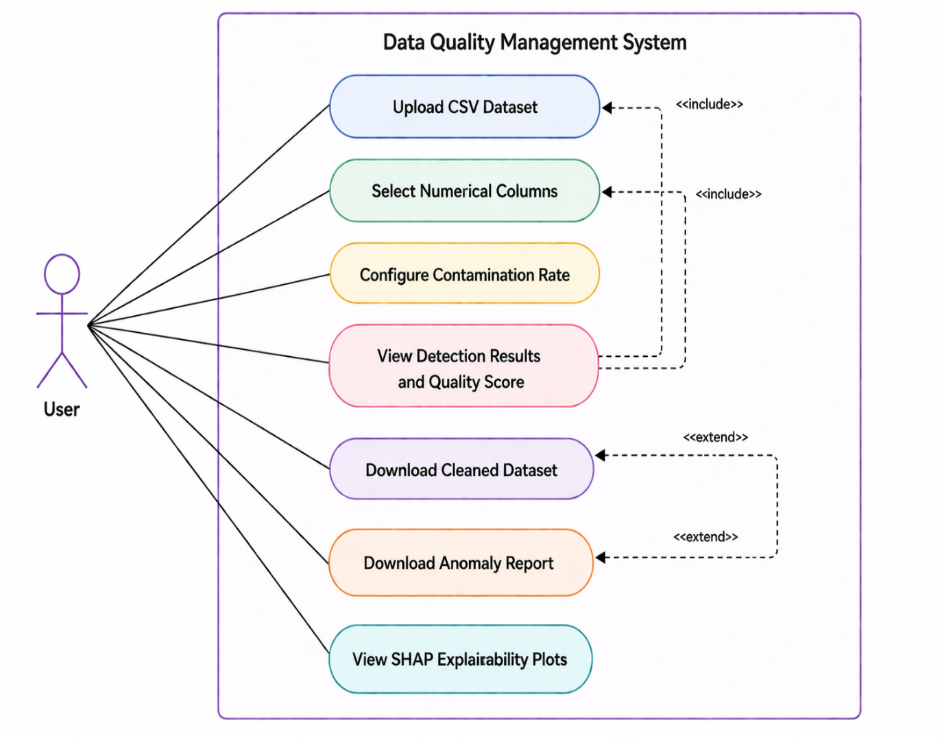 Data Quality Management System
Upload CSV Dataset
<<include>>
Select Numerical Columns
<<include>>
Configure Contamination Rate
View Detection Results
and Quality Score
User
<<extend>>
Download Cleaned Dataset
<<extend>>
Download Anomaly Report
View SHAP Plots